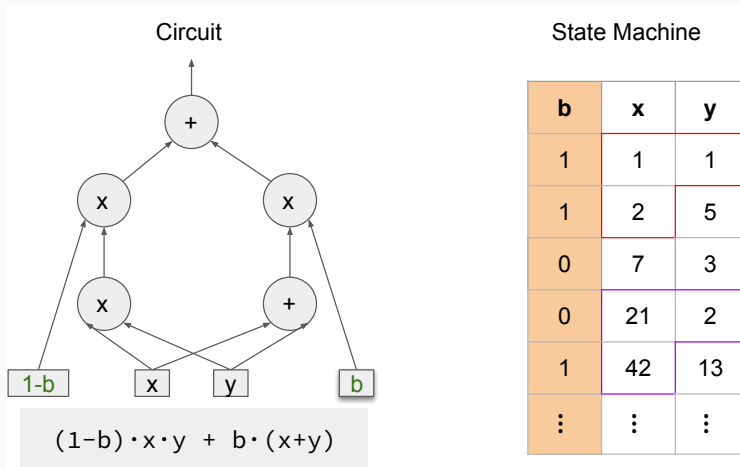 Circuit
+
x
x
x
+
1-b
x
y
b
(1-b)·x·y + b·(x+y)
State Machine
b x y
1 1 1
1 2 5
0 7 3
0 21 2
1 42 13
⋮ ⋮ ⋮